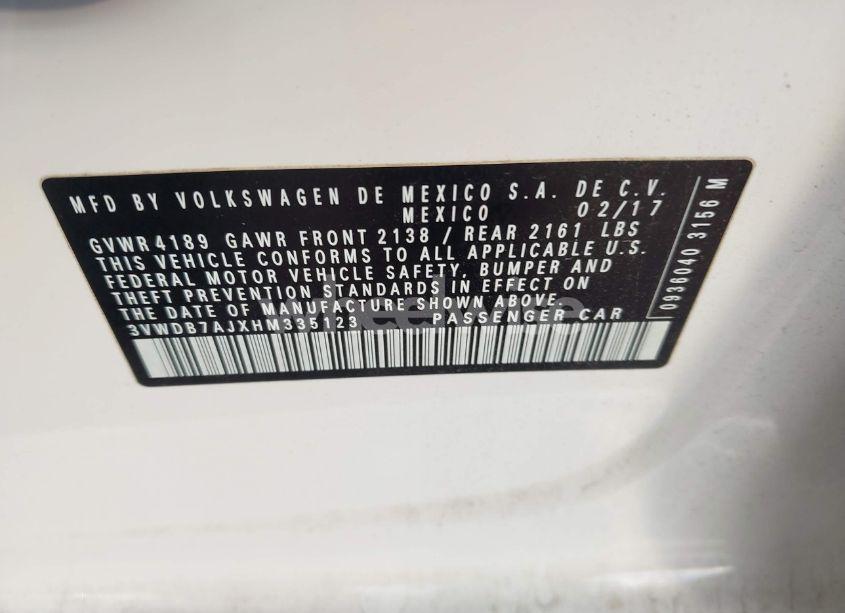 MFD BY VOLKSWAGEN DE MEXICO S.A. DE C.V.
MEXICO 02/17
GVWR 4189 GAWR FRONT 2138 / REAR 2161 LBS
THIS VEHICLE CONFORMS TO ALL APPLICABLE U.S.
FEDERAL MOTOR VEHICLE SAFETY, BUMPER AND
THEFT PREVENTION STANDARDS IN EFFECT ON
THE DATE OF MANUFACTURE SHOWN ABOVE.
3VWDB7AJXHM335123 PASSENGER CAR
0936040 3156 M